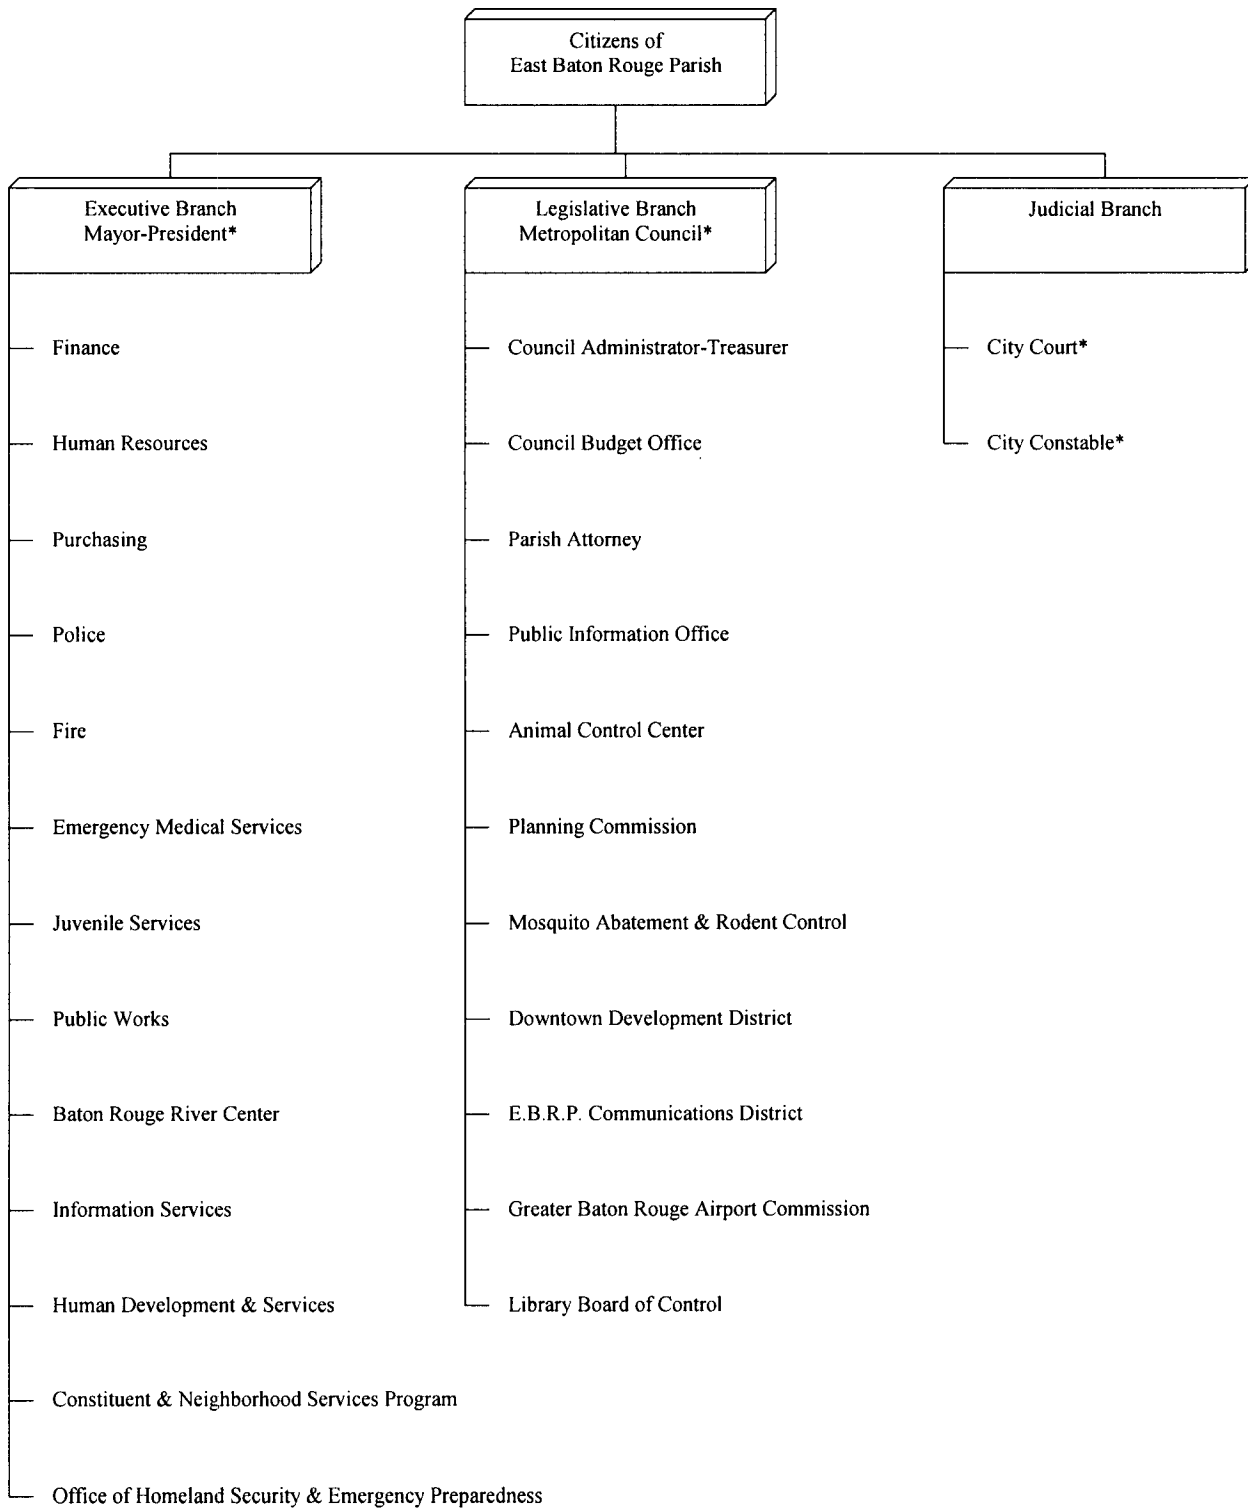 Citizens of
East Baton Rouge Parish
Executive Branch
Mayor-President*
Finance
Human Resources
Purchasing
Police
Fire
Emergency Medical Services
Juvenile Services
Public Works
Baton Rouge River Center
Information Services
Human Development & Services
Constituent & Neighborhood Services Program
Office of Homeland Security & Emergency Preparedness
Legislative Branch
Metropolitan Council*
Council Administrator-Treasurer
Council Budget Office
Parish Attorney
Public Information Office
Animal Control Center
Planning Commission
Mosquito Abatement & Rodent Control
Downtown Development District
E.B.R.P. Communications District
Greater Baton Rouge Airport Commission
Library Board of Control
Judicial Branch
City Court*
City Constable*